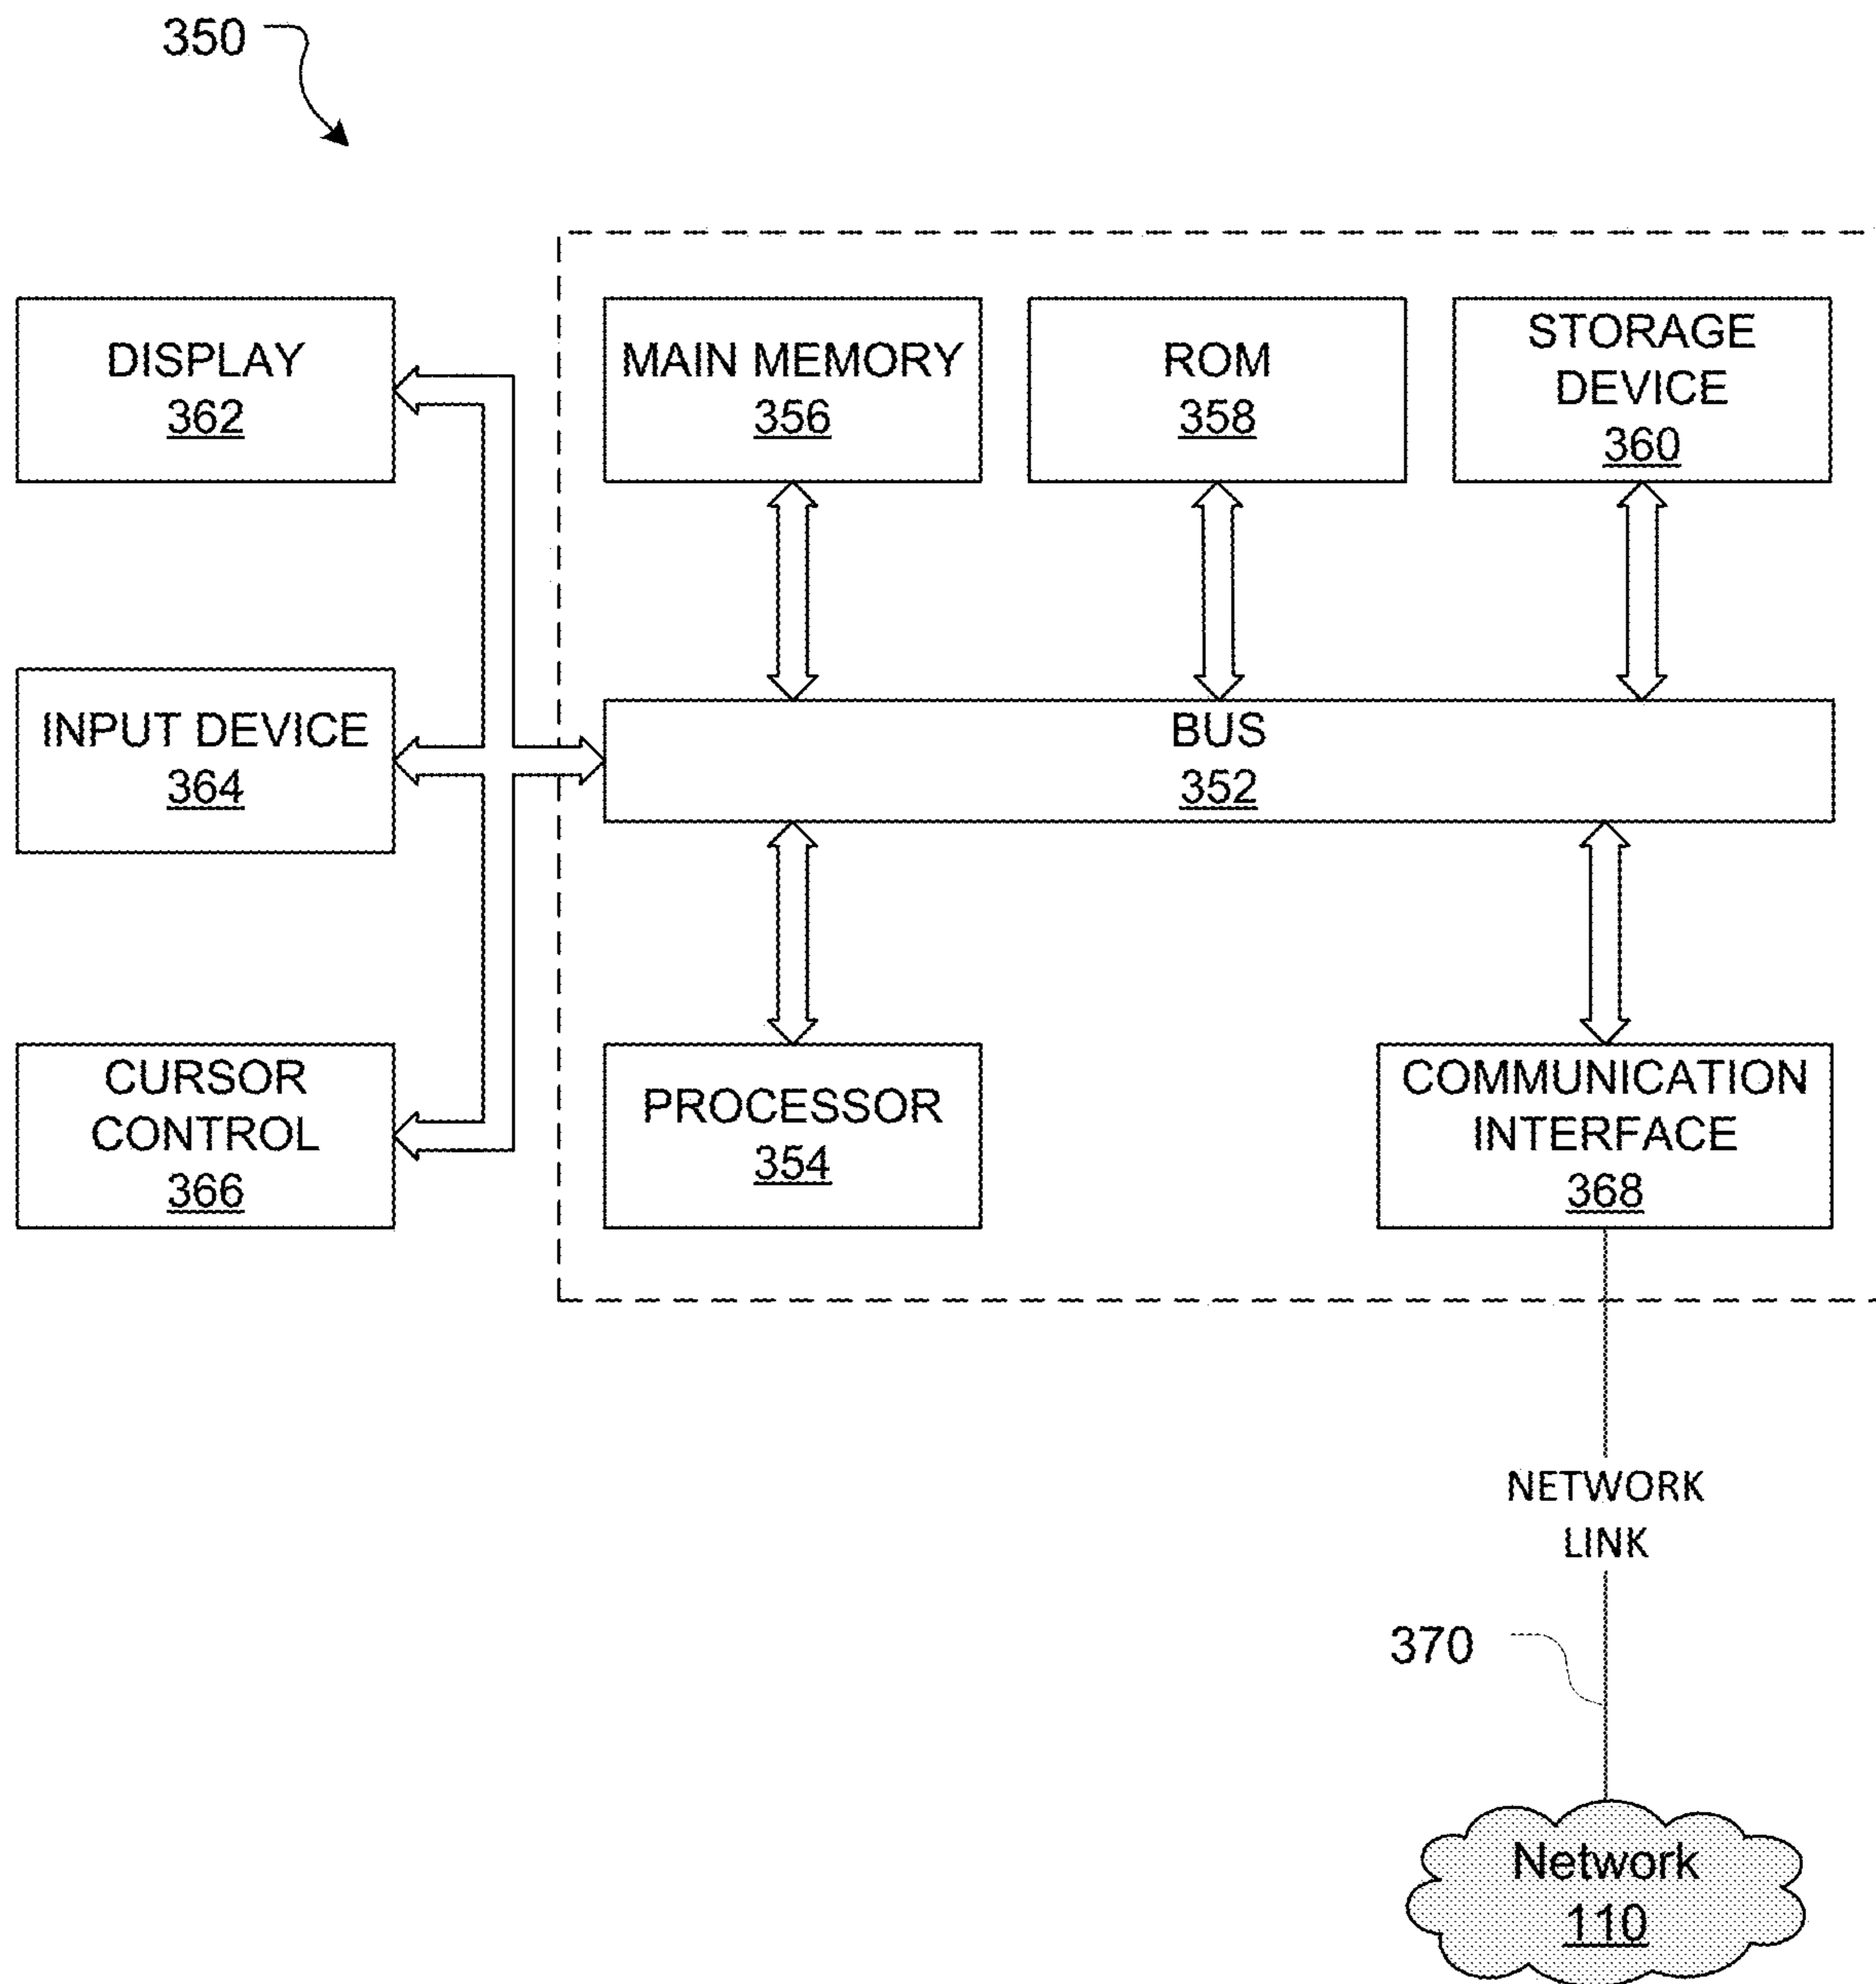 350
DISPLAY
362
MAIN MEMORY
356
ROM
358
STORAGE
DEVICE
360
INPUT DEVICE
364
BUS
352
CURSOR
CONTROL
366
PROCESSOR
354
COMMUNICATION
INTERFACE
368
NETWORK
LINK
370
Network
110